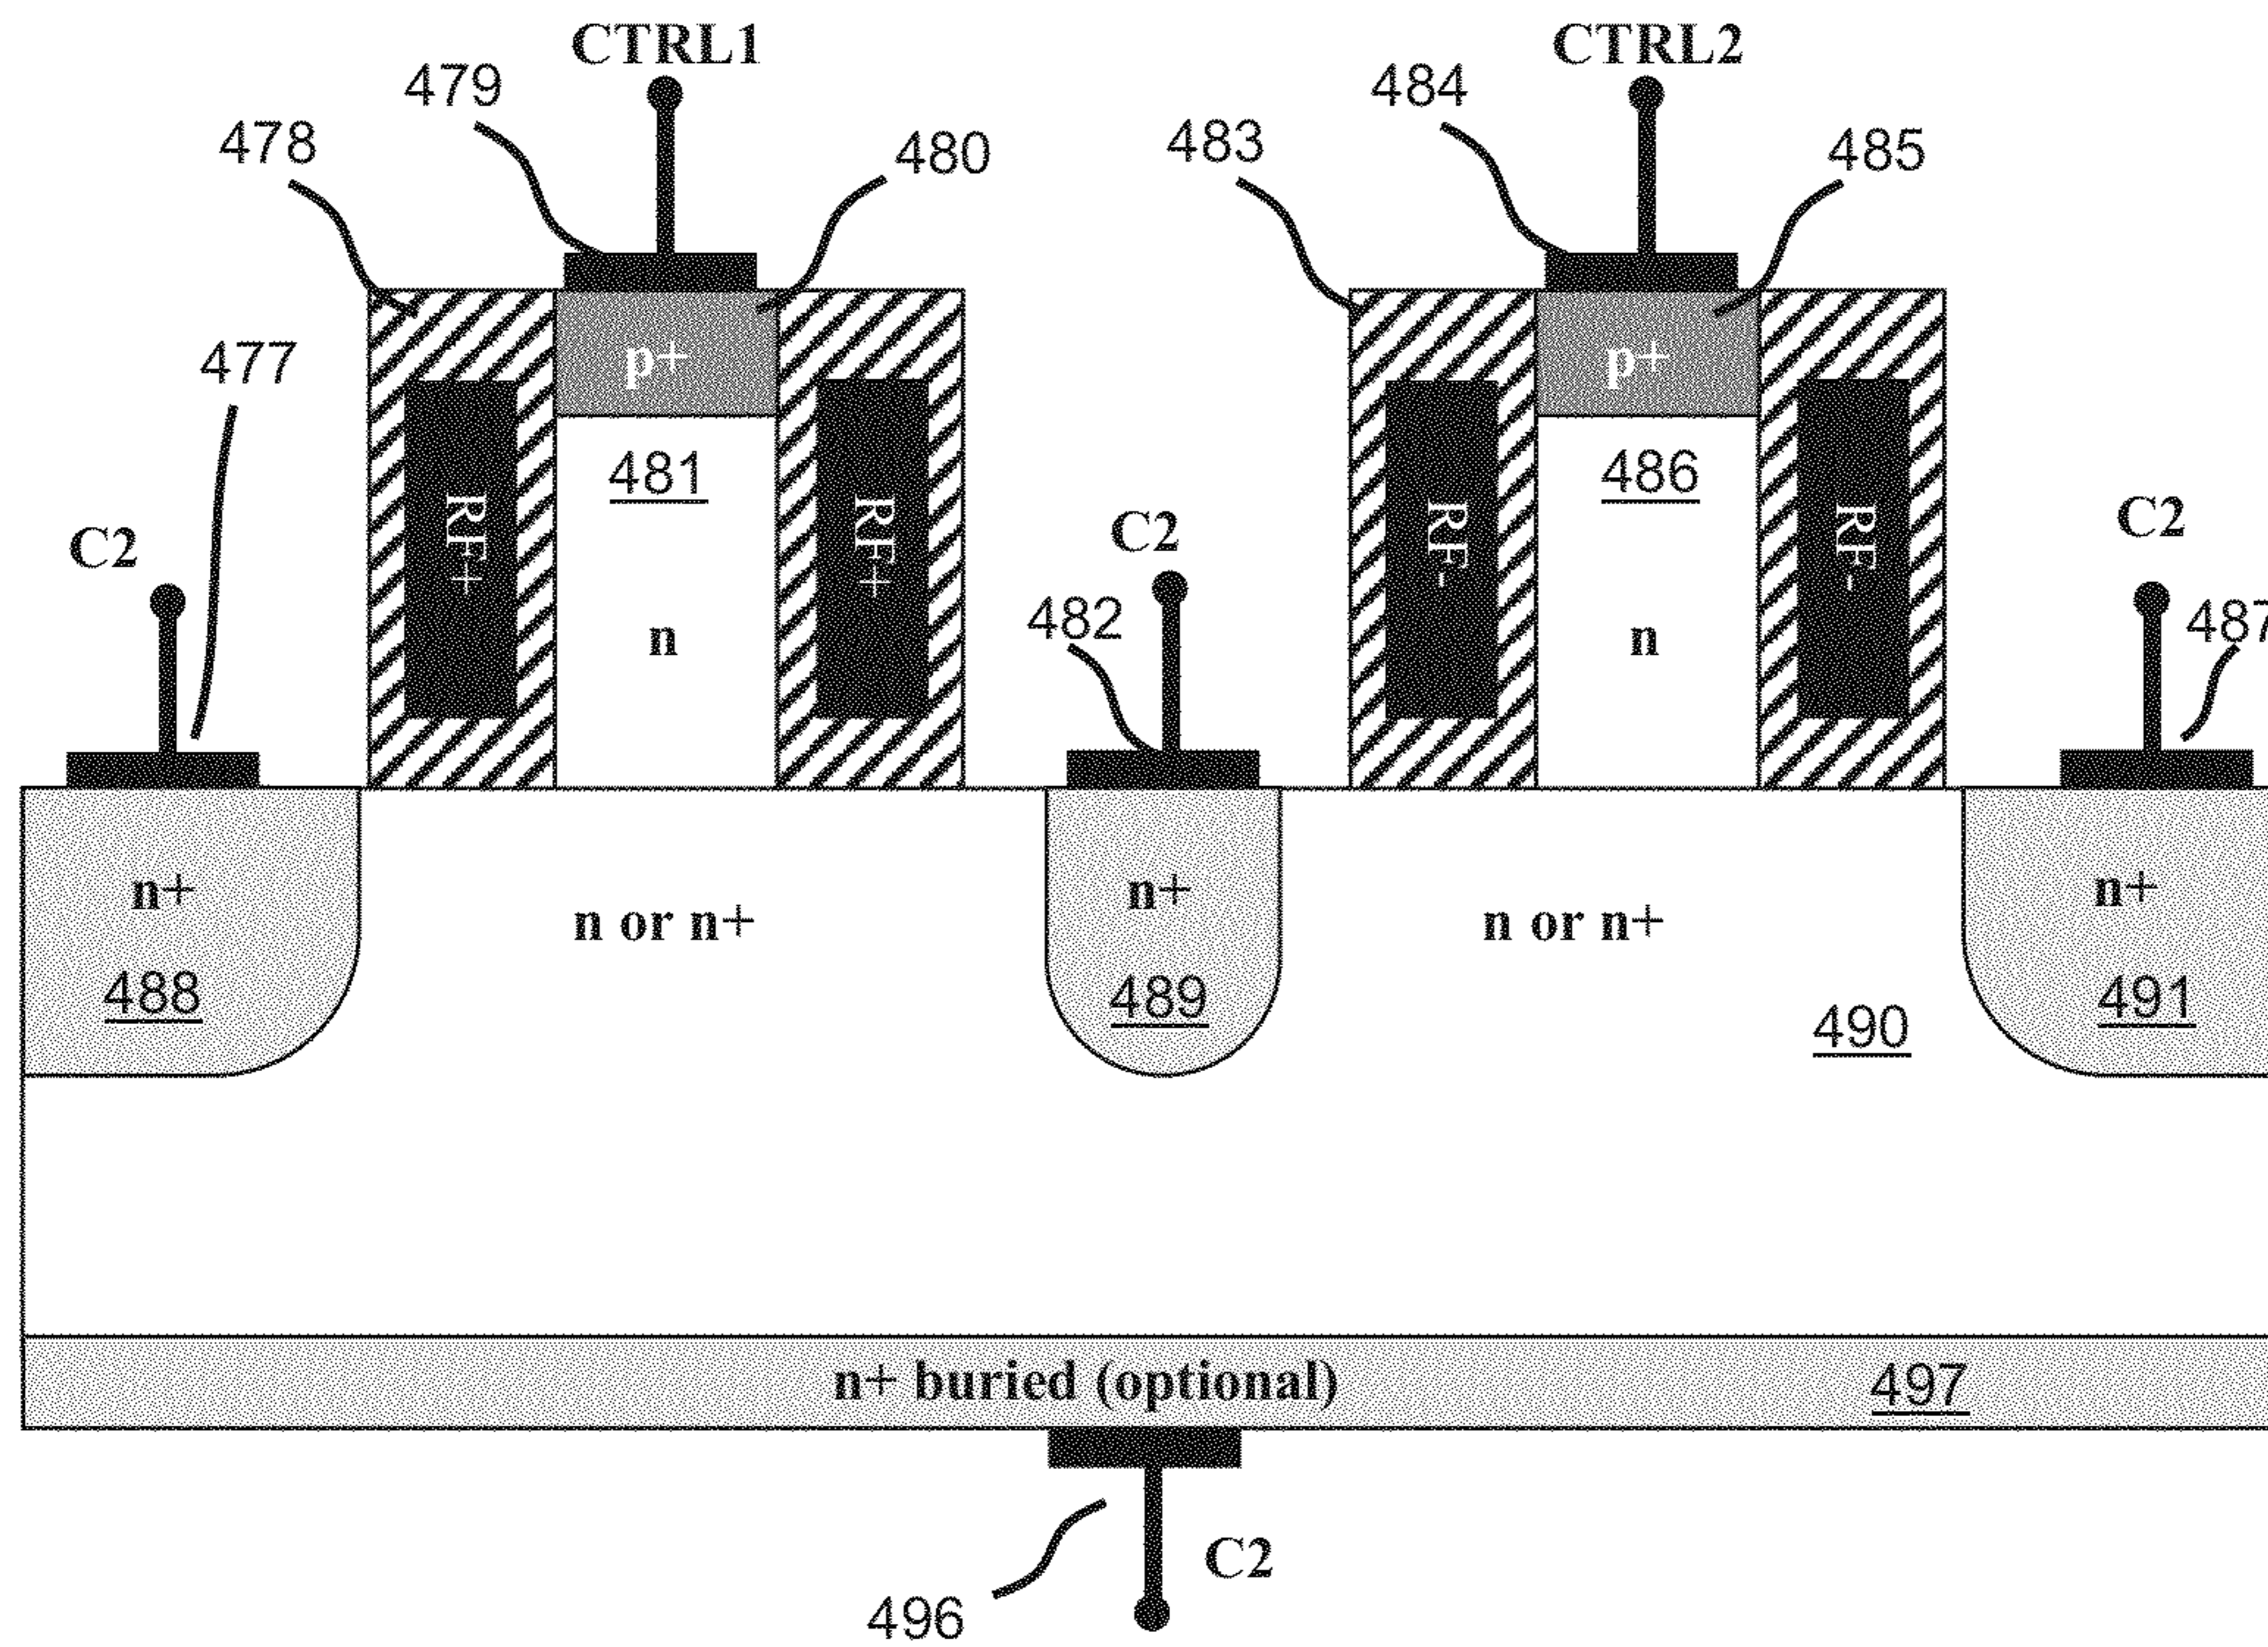 CTRL1
CTRL2
479
484
478
480
483
485
p+
p+
477
481
486
RF+
RF+
RF-
RF-
C2
C2
C2
482
487
n
n
n+
n or n+
n+
n or n+
n+
488
489
490
491
n+ buried (optional)
497
C2
496